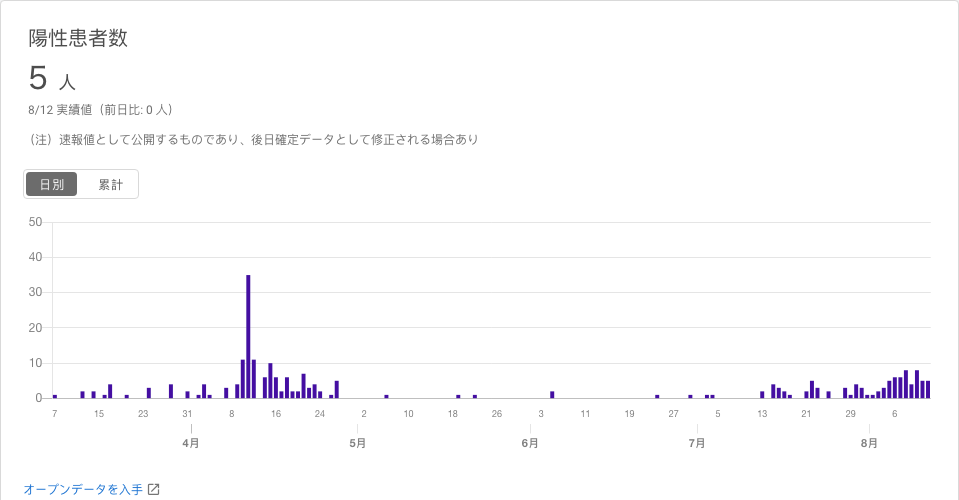 陽性患者数
5 人
8/12 実績値（前日比: 0 人）
（注）速報値として公開するものであり、後日確定データとして修正される場合あり
日別 累計
50
40
30
20
10
0
7 15 23 31 8 16 24 2 10 18 26 3 11 19 27 5 13 21 29 6
4月 5月 6月 7月 8月
オープンデータを入手